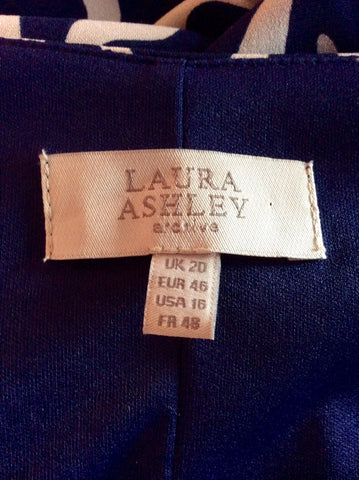 LAURA
ASHLEY
archive
UK 20
EUR 46
USA 16
FR 48